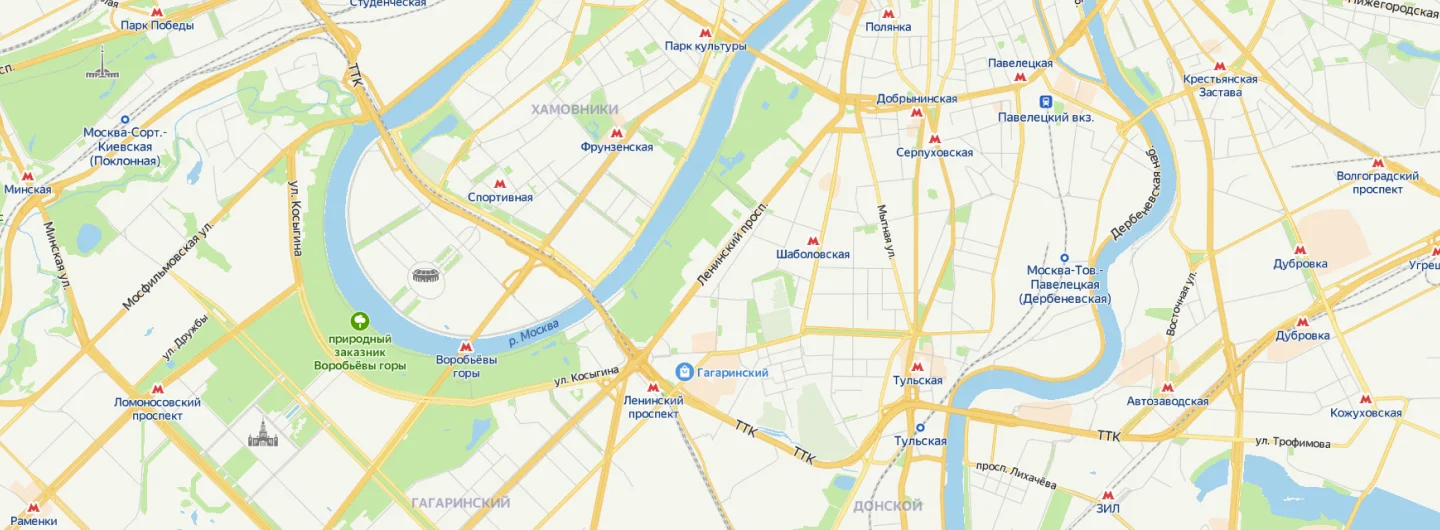 Студенческая
Парк Победы
Полянка
Нижегородская
Парк культуры
Павелецкая
Крестьянская
Застава
ТТК
ХАМОВНИКИ
Добрынинская
Павелецкий вкз.
Москва-Сорт.-
Киевская
(Поклонная)
Фрунзенская
Серпуховская
Минская
Спортивная
Волгоградский
проспект
ул. Косыгина
Мосфильмовская ул.
Минская ул.
Ленинский просп.
Мытная ул.
Дербеневская наб.
Шаболовская
Москва-Тов.-
Павелецкая
(Дербеневская)
Дубровка
Восточная ул.
ул. Дружбы
природный
заказник
Воробьёвы горы
р. Москва
Воробьёвы
горы
Дубровка
ул. Косыгина
Гагаринский
Тульская
Ломоносовский
проспект
Ленинский
проспект
Автозаводская
Кожуховская
ТТК
ТТК
Тульская
ТТК
ул. Трофимова
просп. Лихачёва
ГАГАРИНСКИЙ
ДОНСКОЙ
ЗИЛ
Раменки